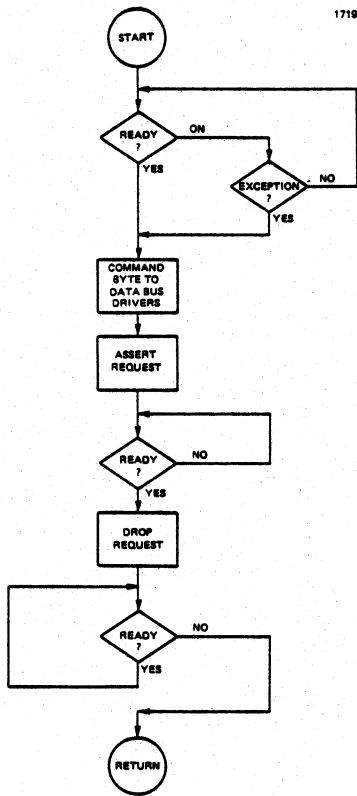 1719
START
READY
?
ON
YES
EXCEPTION
?
NO
YES
COMMAND
BYTE TO
DATA BUS
DRIVERS
ASSERT
REQUEST
READY
?
NO
YES
DROP
REQUEST
READY
?
NO
YES
RETURN